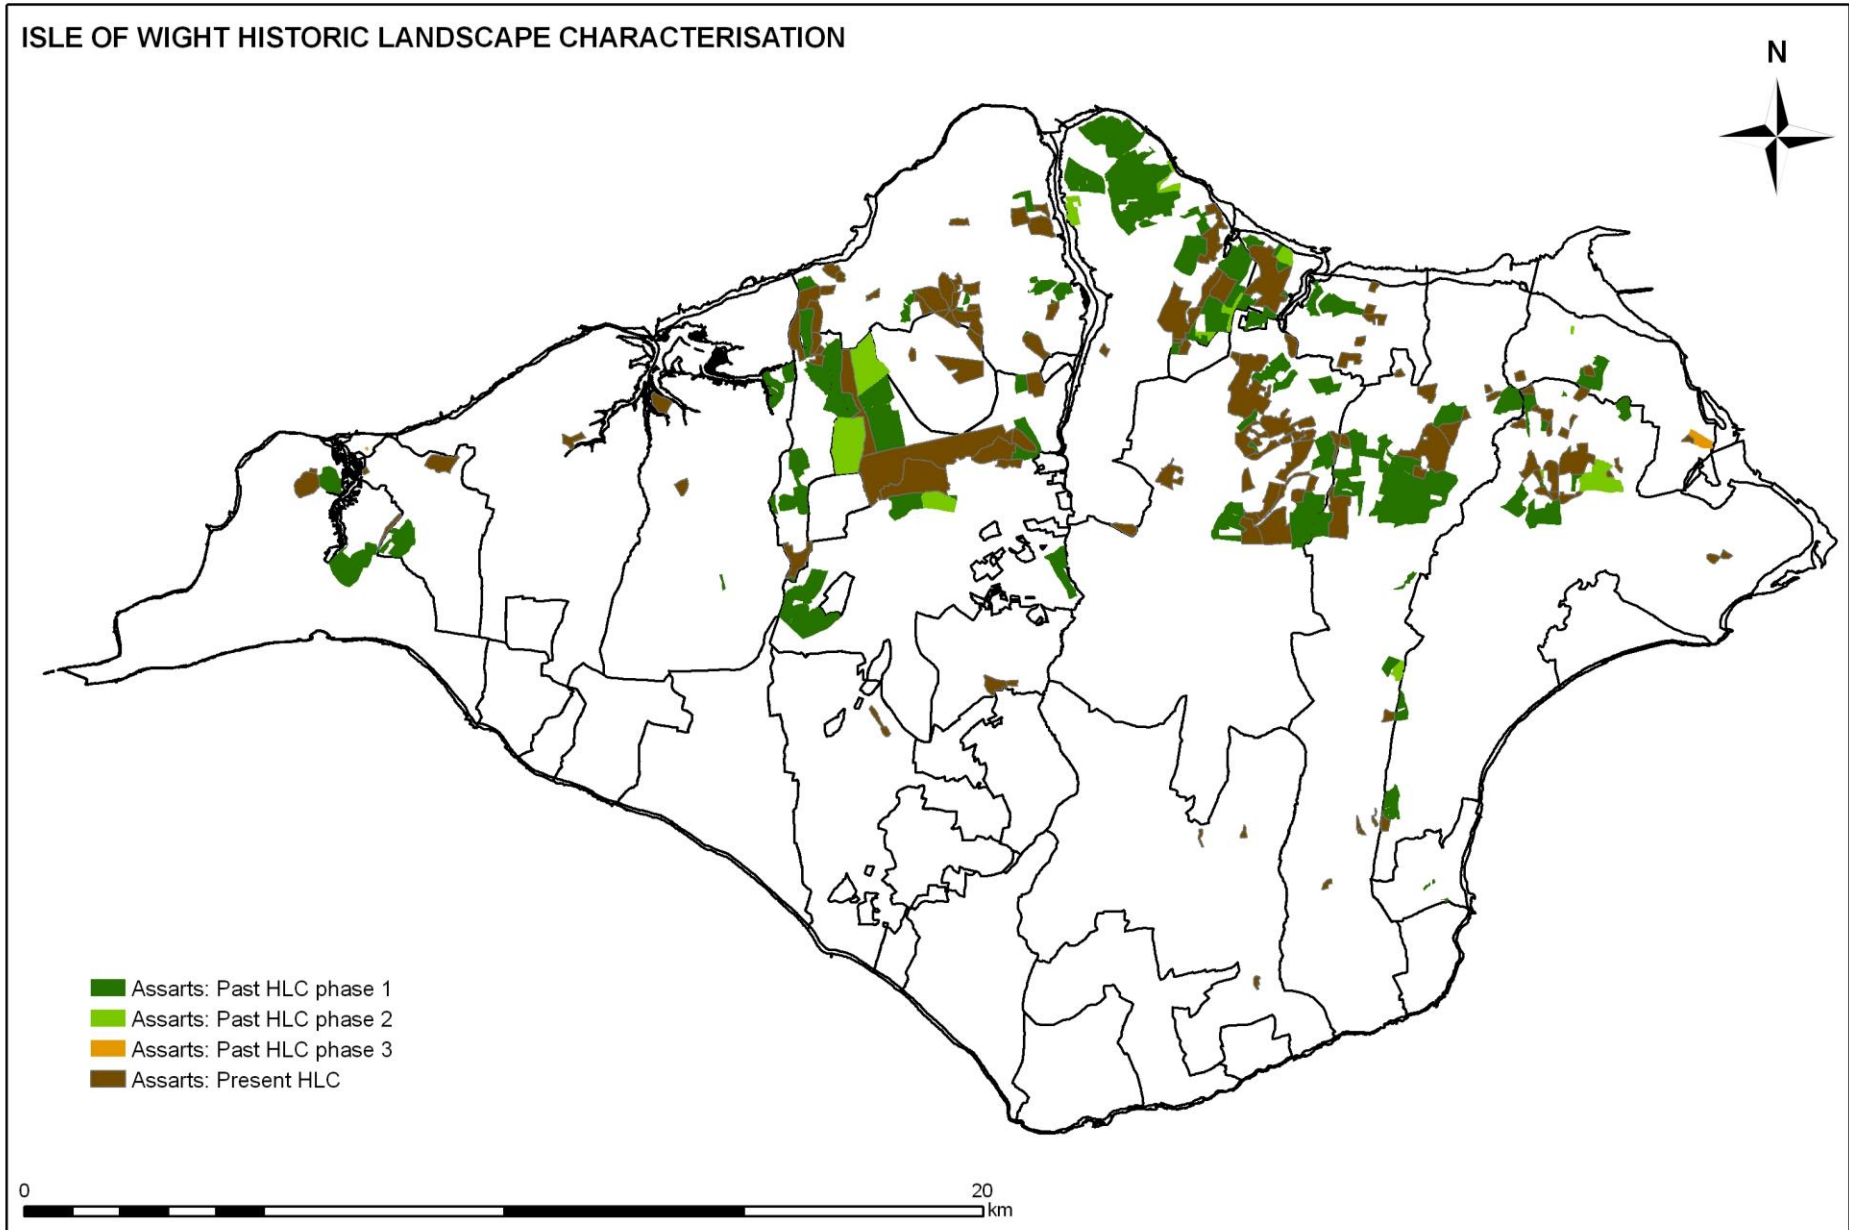 ISLE OF WIGHT HISTORIC LANDSCAPE CHARACTERISATION
N
Assarts: Past HLC phase 1
Assarts: Past HLC phase 2
Assarts: Past HLC phase 3
Assarts: Present HLC
0 20
km